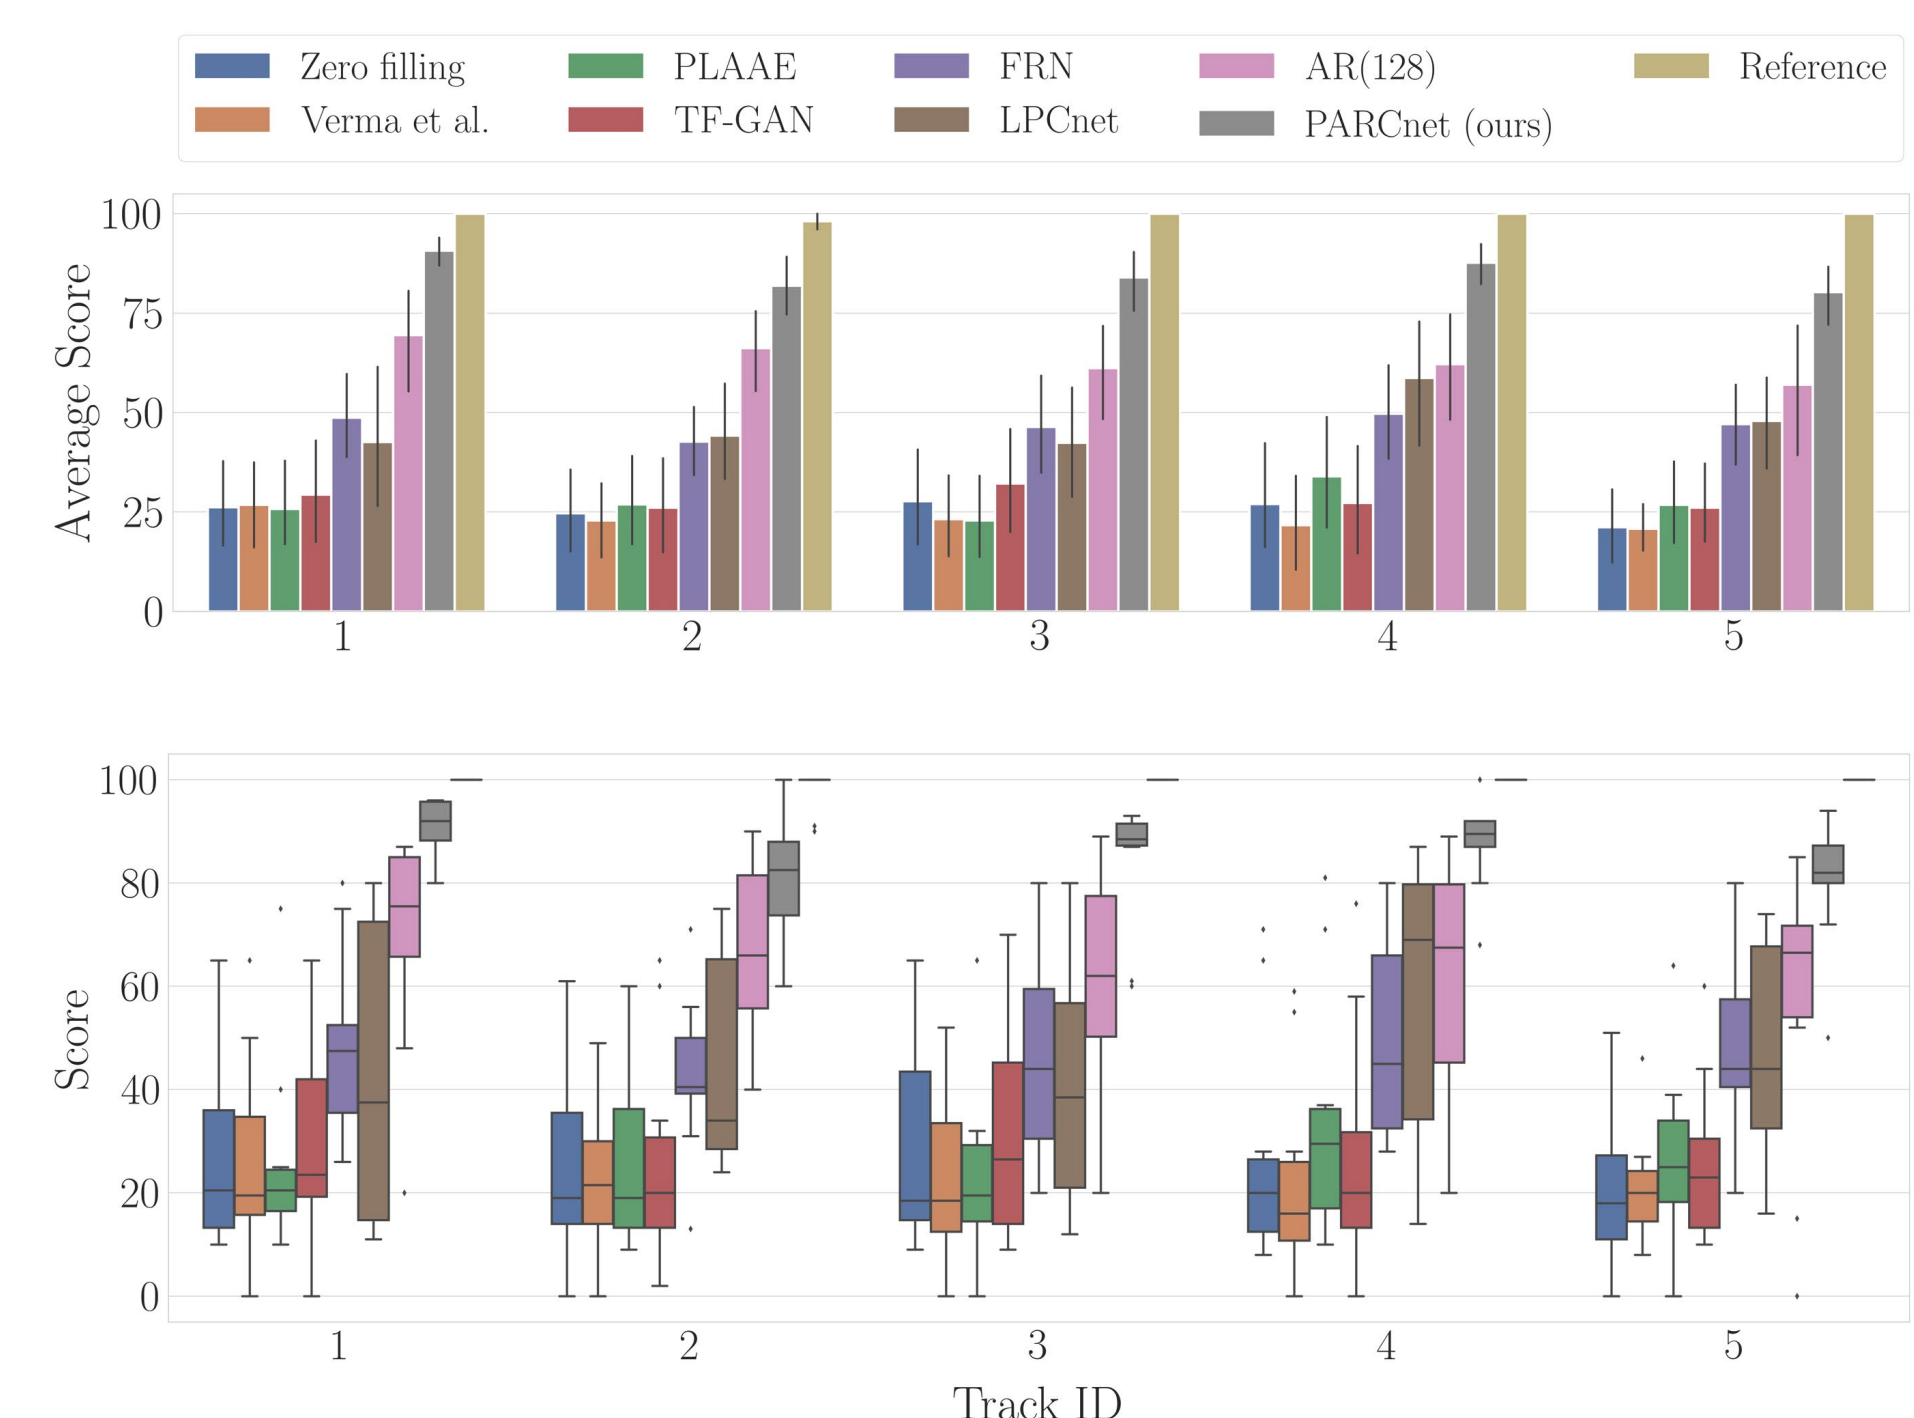 Zero filling PLAAE FRN AR(128) Reference
Verma et al. TF-GAN LPCnet PARCnet (ours)
100
75
50
25
0
Average Score
1 2 3 4 5
100
80
60
40
20
0
Score
1 2 3 4 5
Track ID